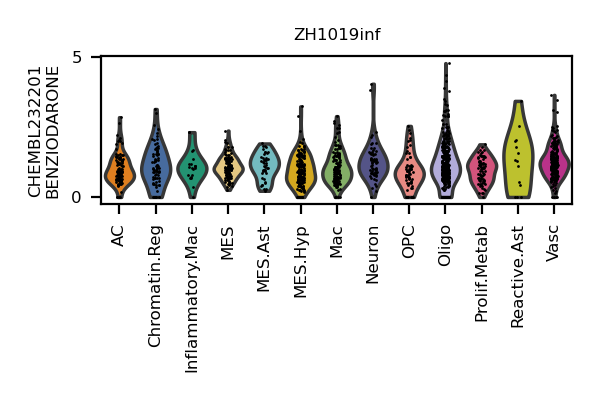 ZH1019inf
CHEMBL232201
BENZIODARONE
5
0
AC
Chromatin.Reg
Inflammatory.Mac
MES
MES.Ast
MES.Hyp
Mac
Neuron
OPC
Oligo
Prolif.Metab
Reactive.Ast
Vasc